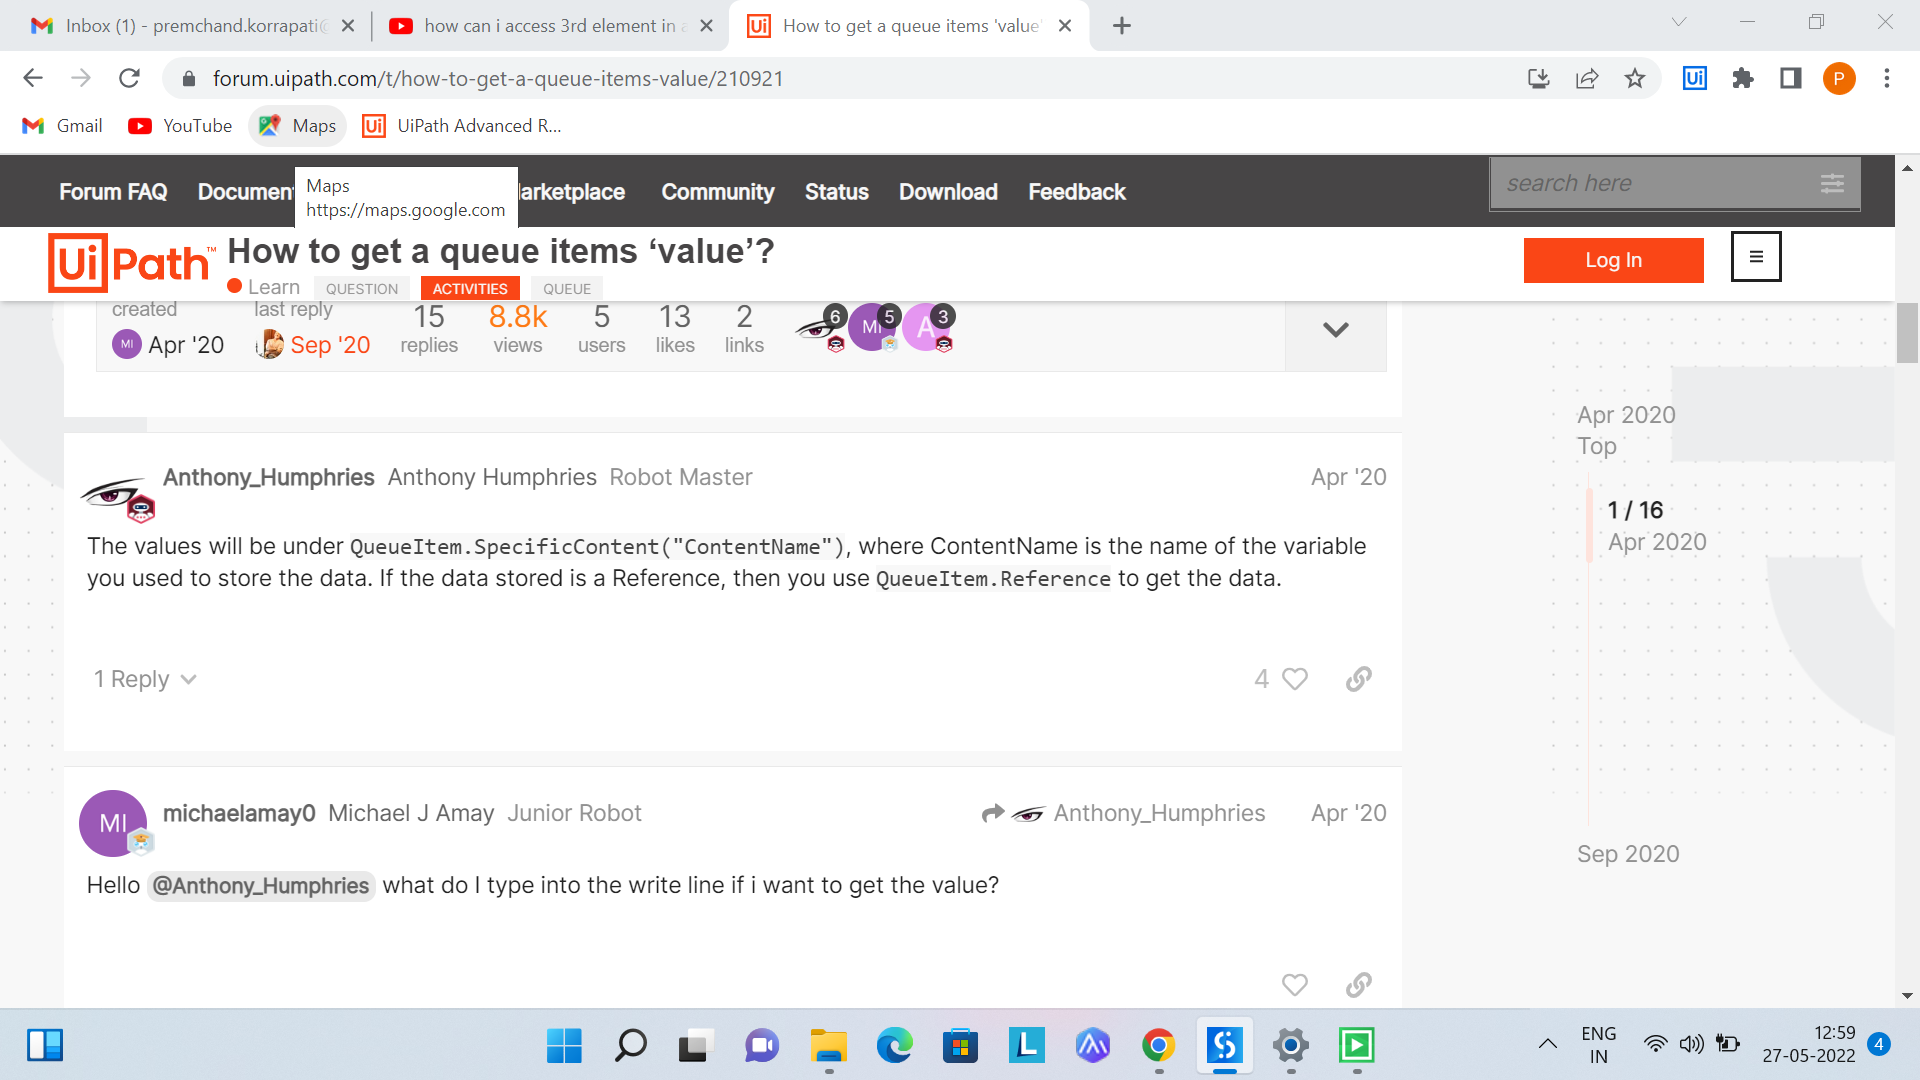 Inbox (1) - premchand.korrapati@
how can i access 3rd element in a
How to get a queue items 'value'
forum.uipath.com/t/how-to-get-a-queue-items-value/210921
P
Gmail
YouTube
Maps
UiPath Advanced R...
Forum FAQ
Document
Marketplace
Community
Status
Download
Feedback
search here
Maps
https://maps.google.com
UiPath™
How to get a queue items ‘value’?
Learn
QUESTION
ACTIVITIES
QUEUE
Log In
created
last reply
MI Apr '20
Sep '20
15
replies
8.8k
views
5
users
13
likes
2
links
6
MI 5
A 3
Apr 2020
Top
1 / 16
Apr 2020
Sep 2020
Anthony_Humphries Anthony Humphries Robot Master
Apr '20
The values will be under QueueItem.SpecificContent("ContentName"), where ContentName is the name of the variable
you used to store the data. If the data stored is a Reference, then you use QueueItem.Reference to get the data.
1 Reply
4
MI
michaelamay0 Michael J Amay Junior Robot
Anthony_Humphries
Apr '20
Hello @Anthony_Humphries what do I type into the write line if i want to get the value?
L
ENG
IN
12:59
27-05-2022
4